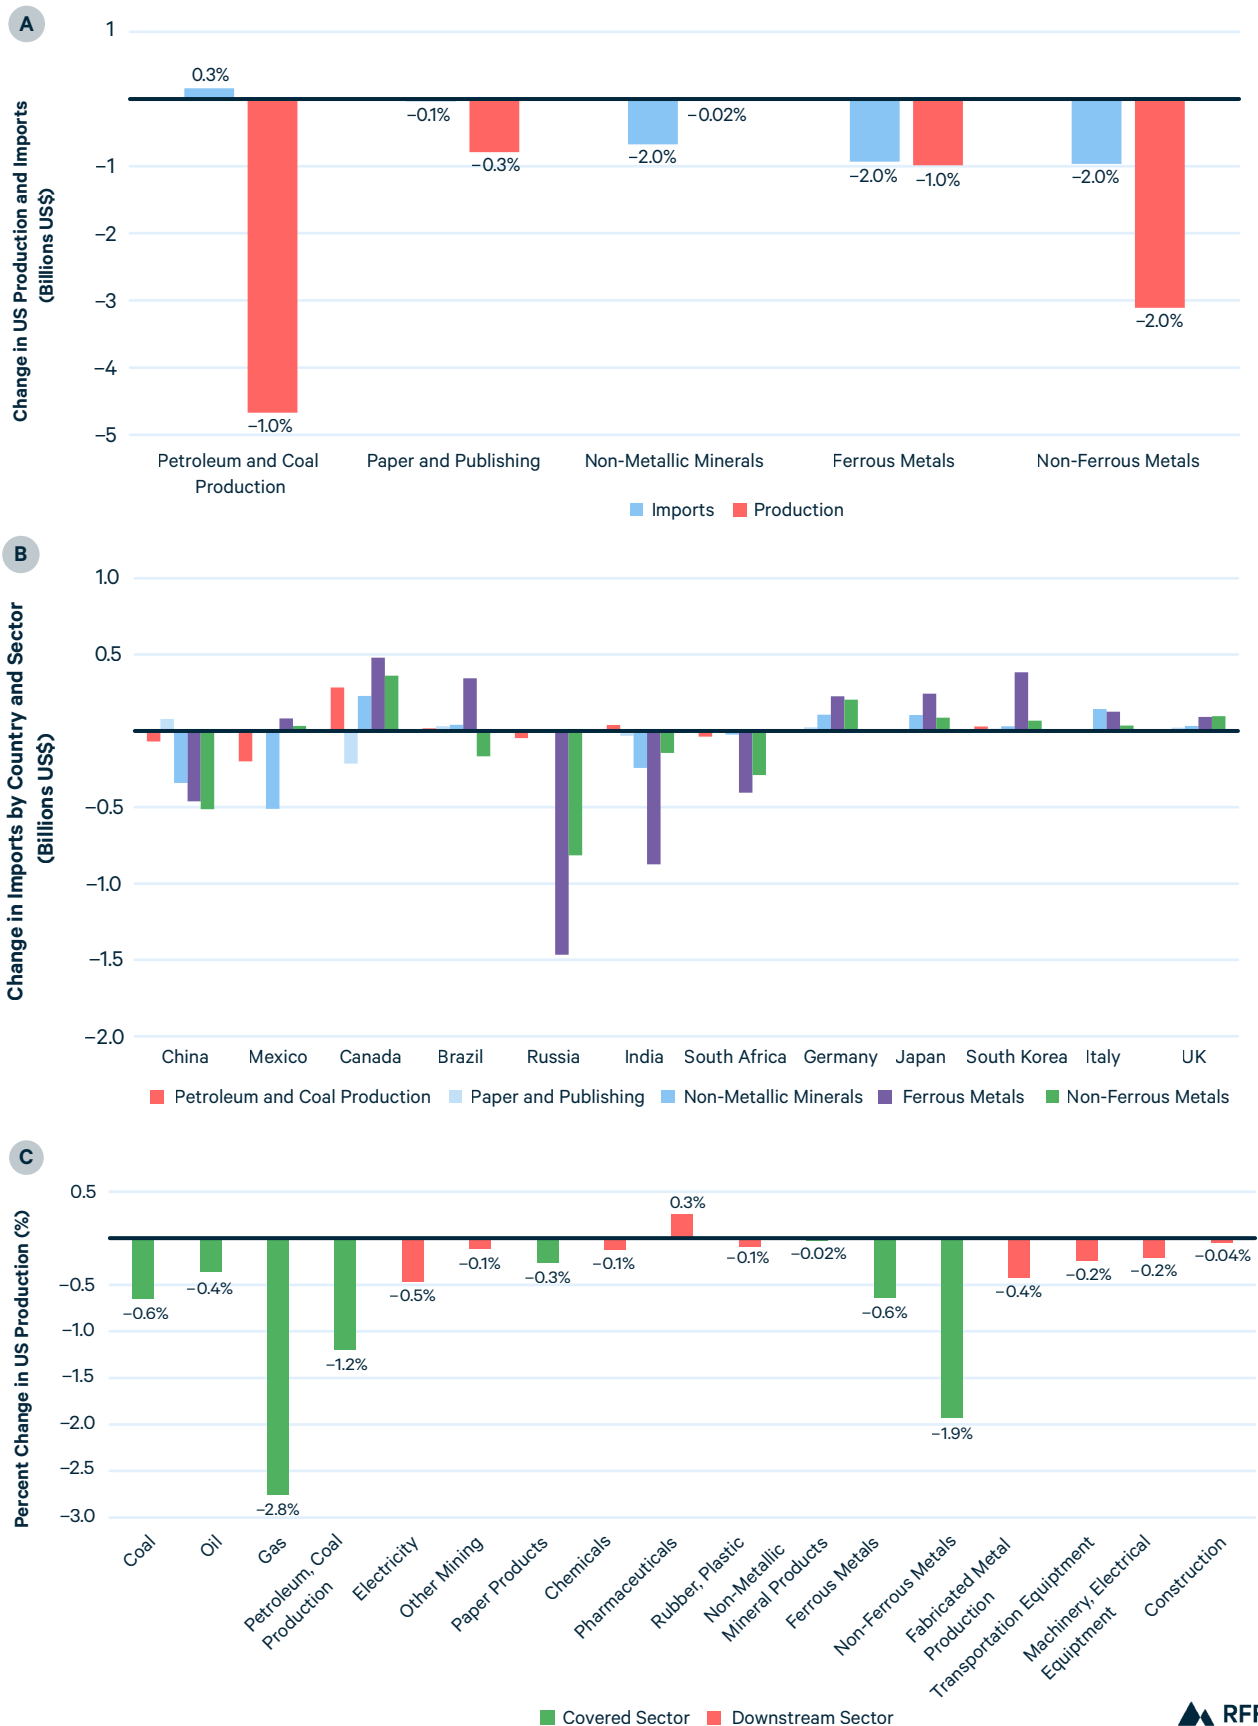 A
Change in US Production and Imports
(Billions US$)
1
−1
−2
−3
−4
−5
0.3%
−1.0%
−0.1%
−0.3%
−2.0%
−0.02%
−2.0%
−1.0%
−2.0%
−2.0%
Petroleum and Coal
Production
Paper and Publishing
Non-Metallic Minerals
Ferrous Metals
Non-Ferrous Metals
Imports
Production
B
Change in Imports by Country and Sector
(Billions US$)
1.0
0.5
−0.5
−1.0
−1.5
−2.0
China
Mexico
Canada
Brazil
Russia
India
South Africa
Germany
Japan
South Korea
Italy
UK
Petroleum and Coal Production
Paper and Publishing
Non-Metallic Minerals
Ferrous Metals
Non-Ferrous Metals
C
Percent Change in US Production (%)
0.5
−0.5
−1.0
−1.5
−2.0
−2.5
−3.0
−0.6%
−0.4%
−2.8%
−1.2%
−0.5%
−0.1%
−0.3%
−0.1%
0.3%
−0.1%
−0.02%
−0.6%
−1.9%
−0.4%
−0.2%
−0.2%
−0.04%
Coal
Oil
Gas
Petroleum, Coal
Production
Electricity
Other Mining
Paper Products
Chemicals
Pharmaceuticals
Rubber, Plastic
Non-Metallic
Mineral Products
Ferrous Metals
Non-Ferrous Metals
Fabricated Metal
Production
Transportation Equipment
Machinery, Electrical
Equiptment
Construction
Covered Sector
Downstream Sector